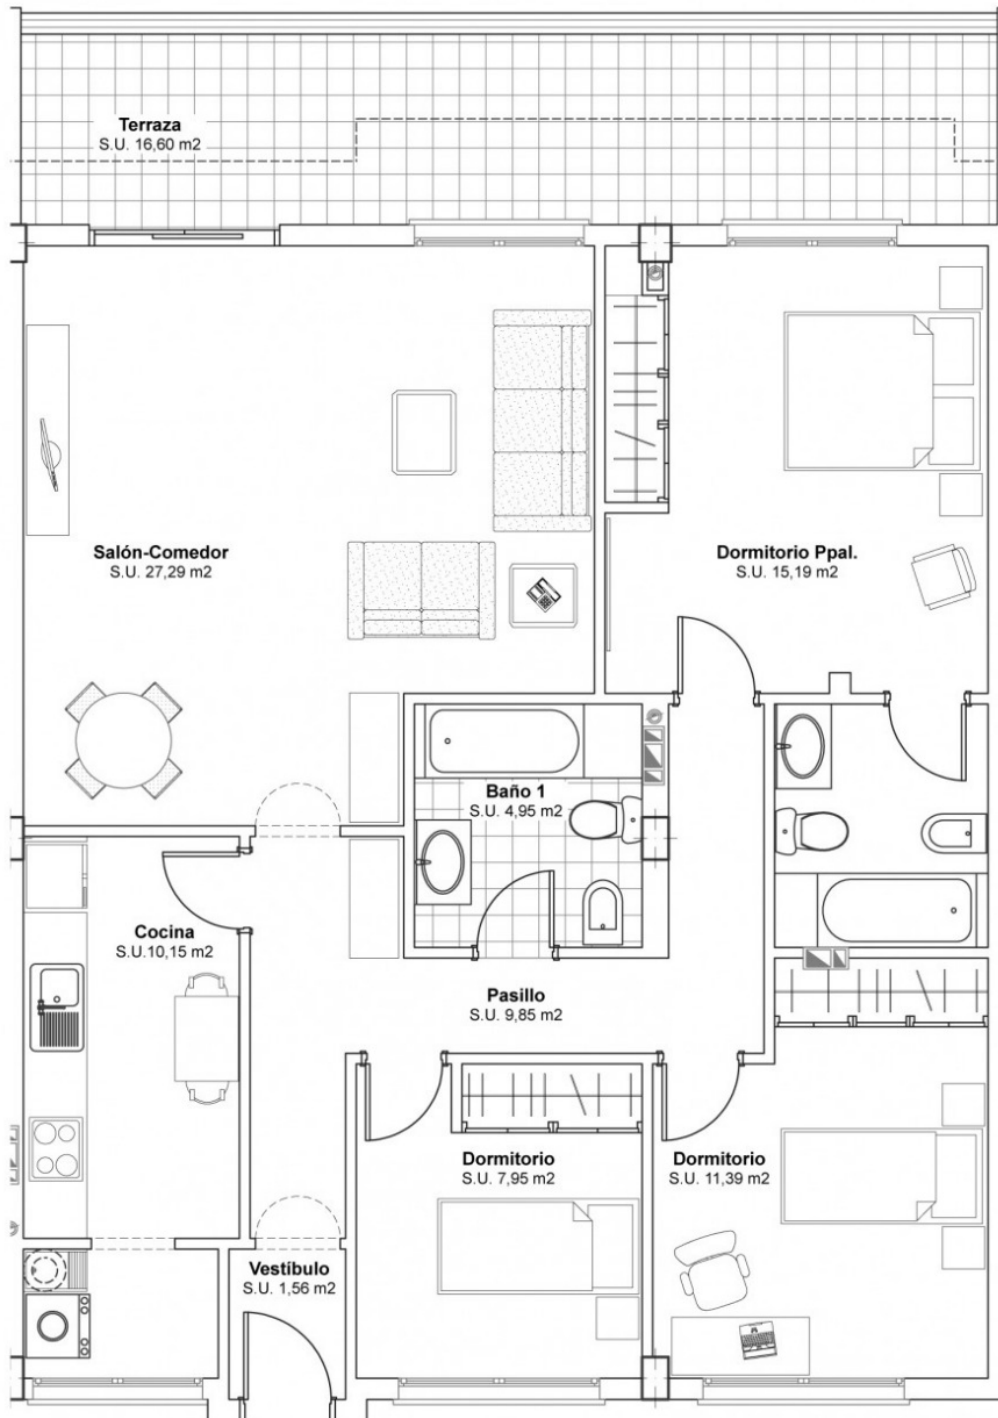 Terraza
S.U. 16,60 m2
Salón-Comedor
S.U. 27,29 m2
Dormitorio Ppal.
S.U. 15,19 m2
Baño 1
S.U. 4,95 m2
Cocina
S.U.10,15 m2
Pasillo
S.U. 9,85 m2
Dormitorio
S.U. 7,95 m2
Dormitorio
S.U. 11,39 m2
Vestíbulo
S.U. 1,56 m2